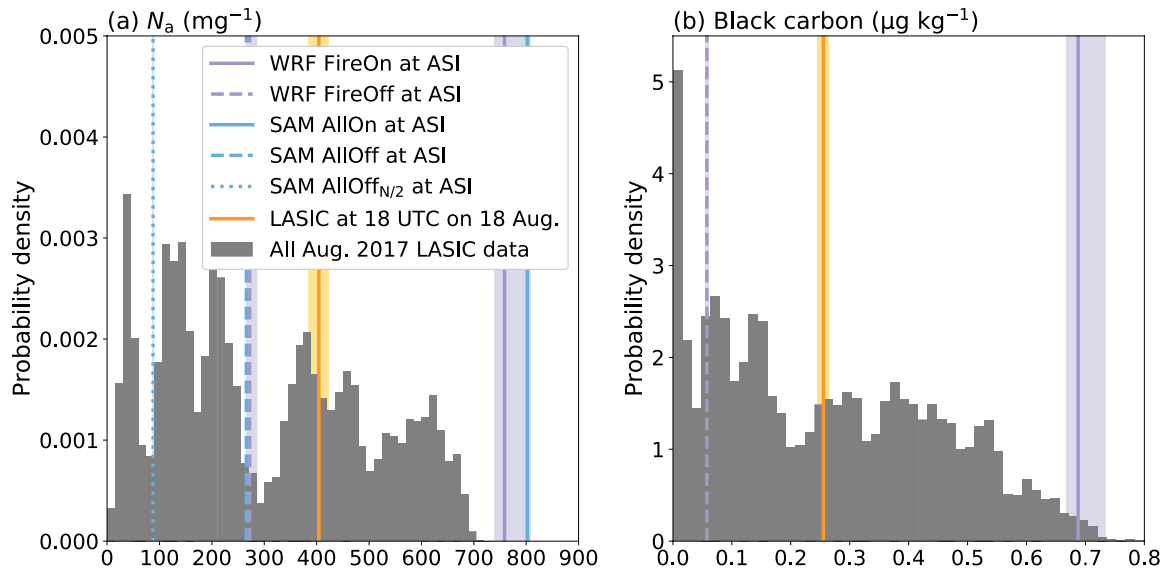 (a) Nₐ (mg⁻¹)
0.005
0.004
0.003
0.002
0.001
0.000
Probability density
WRF FireOn at ASI
WRF FireOff at ASI
SAM AllOn at ASI
SAM AllOff at ASI
SAM AllOff_N/2 at ASI
LASIC at 18 UTC on 18 Aug.
All Aug. 2017 LASIC data
0 100 200 300 400 500 600 700 800 900
(b) Black carbon (μg kg⁻¹)
5
4
3
2
1
0
Probability density
0.0 0.1 0.2 0.3 0.4 0.5 0.6 0.7 0.8